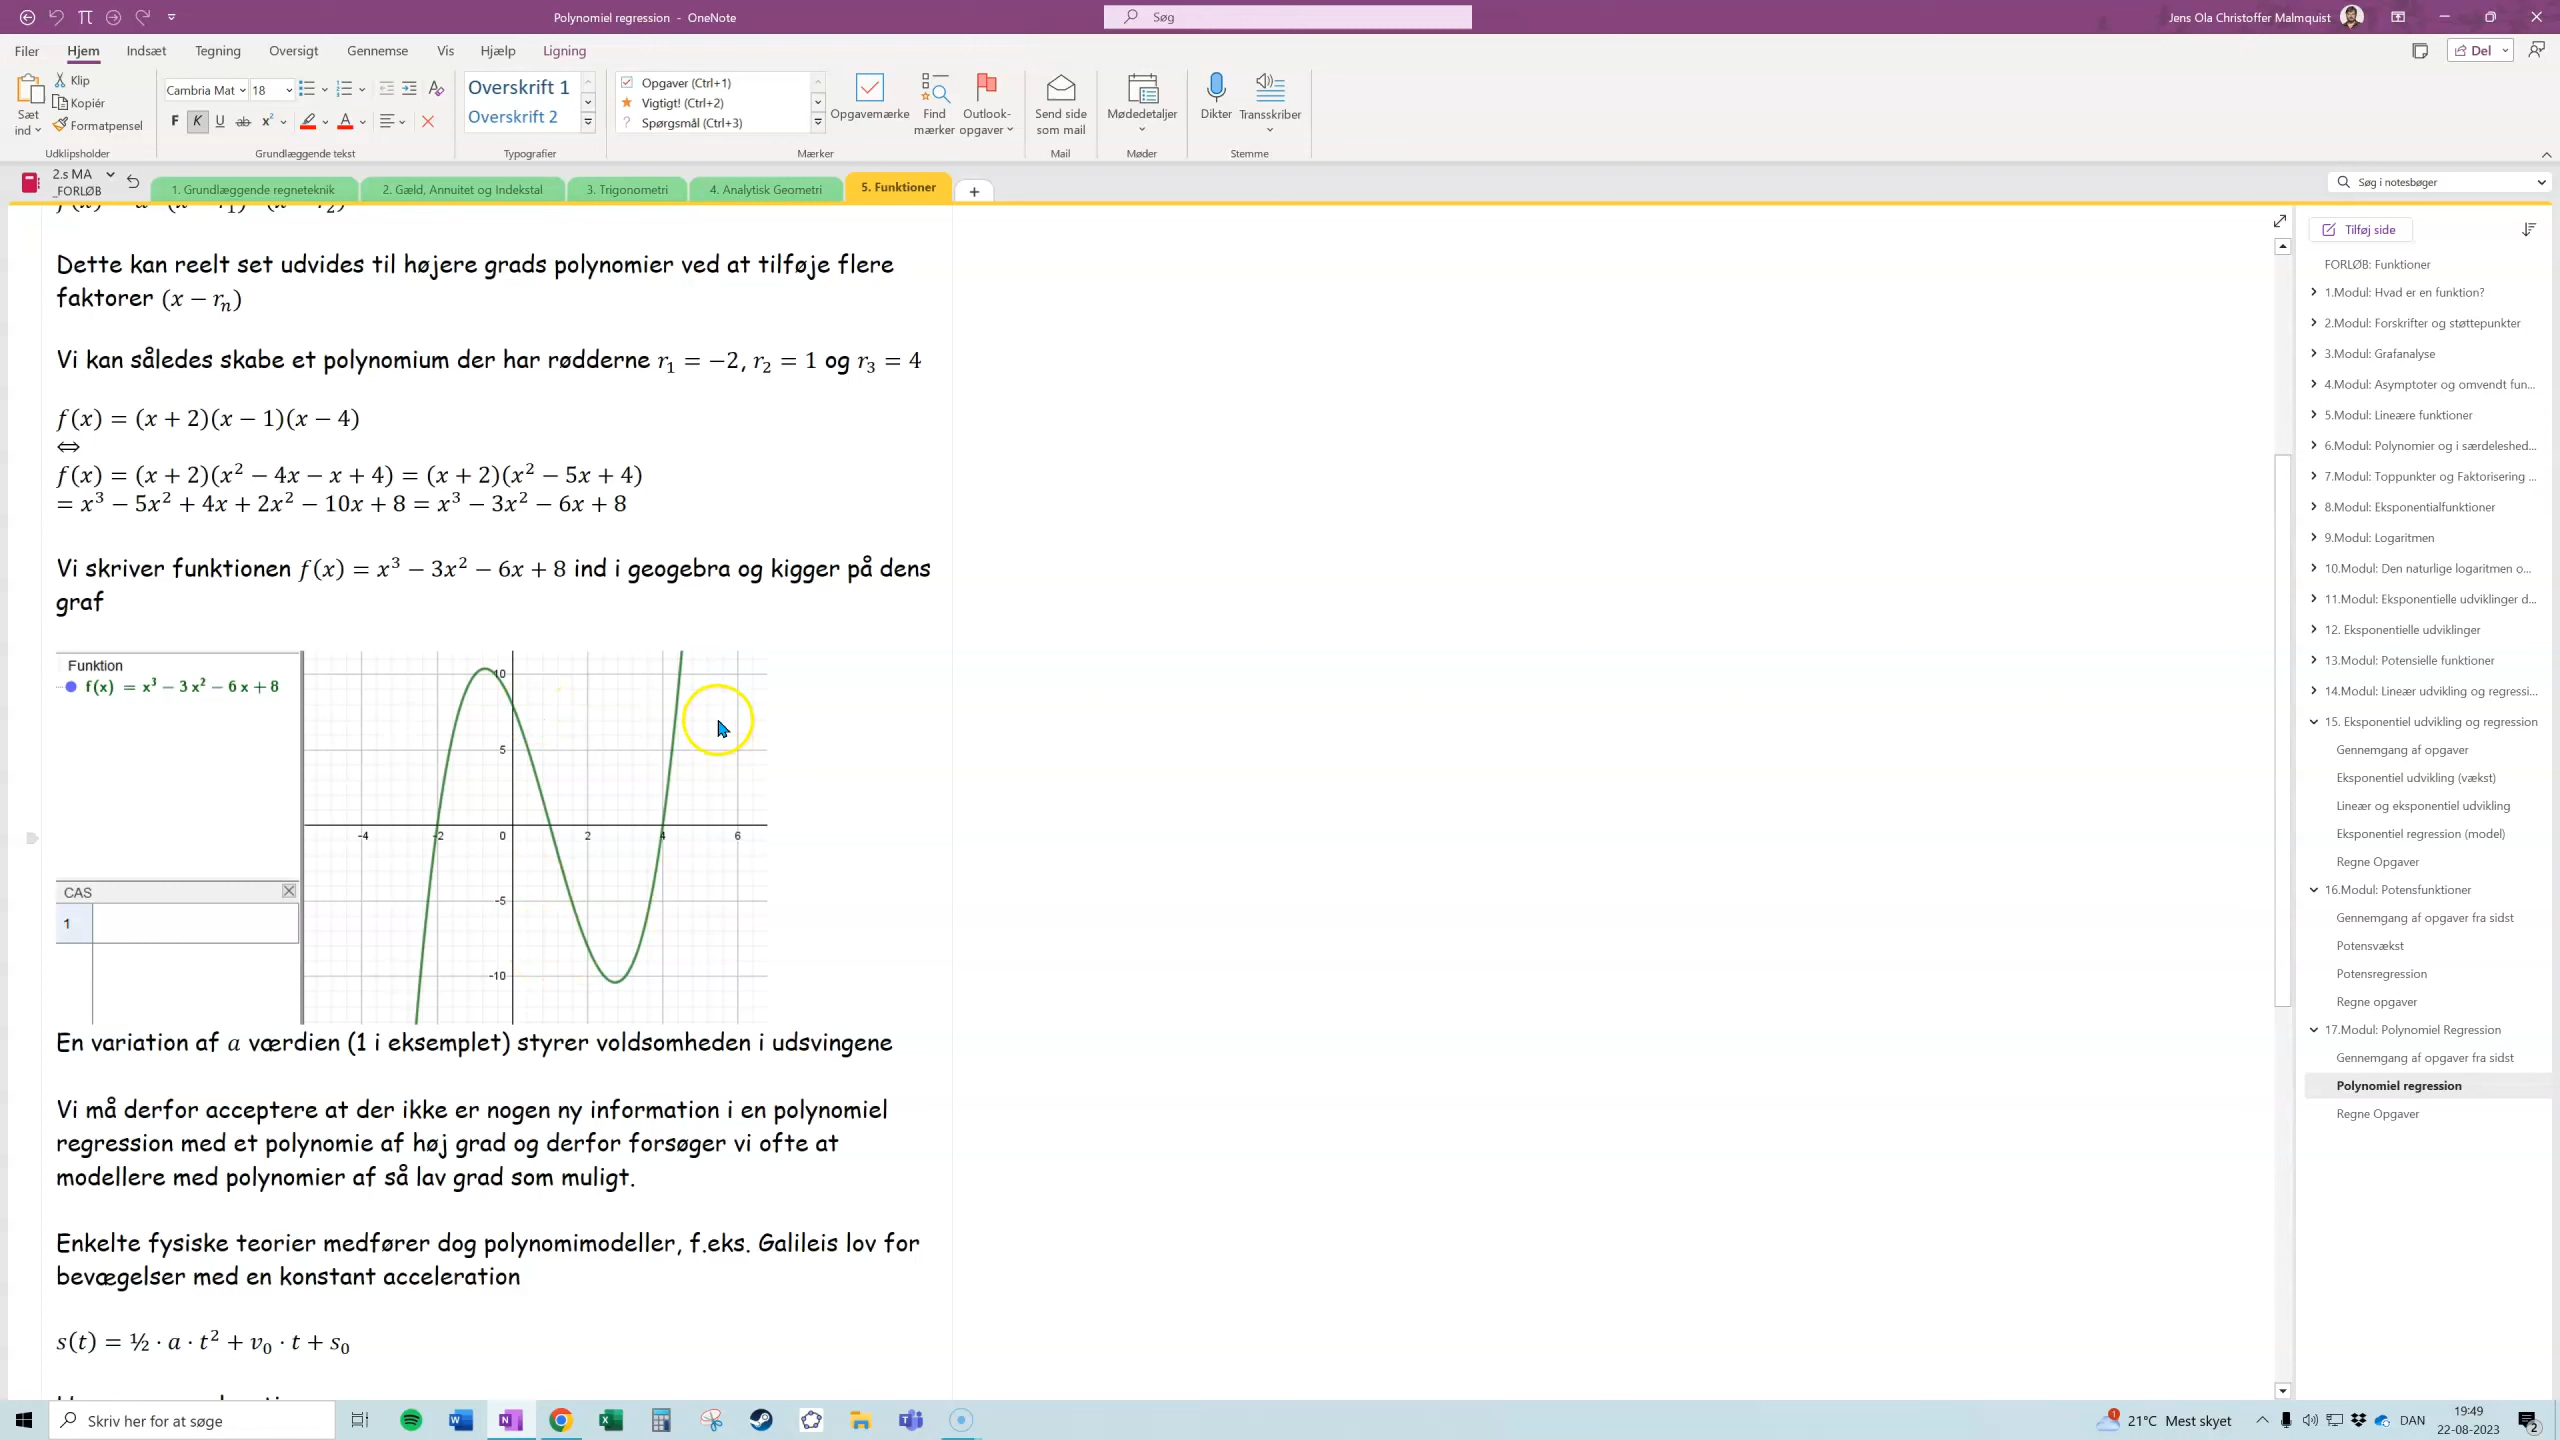 Polynomiel regression - OneNote
Søg
Jens Ola Christoffer Malmquist
Filer Hjem Indsæt Tegning Oversigt Gennemse Vis Hjælp Ligning
Del
Sæt ind
Klip
Kopiér
Formatpensel
Udklipsholder
Cambria Mat 18
F K U ab x²
Grundlæggende tekst
Overskrift 1
Overskrift 2
Typografier
Opgaver (Ctrl+1)
Vigtigt! (Ctrl+2)
? Spørgsmål (Ctrl+3)
Opgavemærke
Find mærker
Outlook-opgaver
Mærker
Send side som mail
Mail
Mødedetaljer
Møder
Dikter
Transskriber
Stemme
2.s MA _FORLØB
1. Grundlæggende regneteknik
2. Gæld, Annuitet og Indekstal
3. Trigonometri
4. Analytisk Geometri
5. Funktioner
+
Søg i notesbøger
Dette kan reelt set udvides til højere grads polynomier ved at tilføje flere
faktorer (x − rₙ)
Vi kan således skabe et polynomium der har rødderne r₁ = −2, r₂ = 1 og r₃ = 4
f(x) = (x + 2)(x − 1)(x − 4)
⇔
f(x) = (x + 2)(x² − 4x − x + 4) = (x + 2)(x² − 5x + 4)
= x³ − 5x² + 4x + 2x² − 10x + 8 = x³ − 3x² − 6x + 8
Vi skriver funktionen f(x) = x³ − 3x² − 6x + 8 ind i geogebra og kigger på dens
graf
Funktion
f(x) = x³ − 3 x² − 6 x + 8
CAS
1
10
5
-4 -2 0 2 4 6
-5
-10
En variation af a værdien (1 i eksemplet) styrer voldsomheden i udsvingene
Vi må derfor acceptere at der ikke er nogen ny information i en polynomiel
regression med et polynomie af høj grad og derfor forsøger vi ofte at
modellere med polynomier af så lav grad som muligt.
Enkelte fysiske teorier medfører dog polynomimodeller, f.eks. Galileis lov for
bevægelser med en konstant acceleration
s(t) = ½ · a · t² + v₀ · t + s₀
Tilføj side
FORLØB: Funktioner
1.Modul: Hvad er en funktion?
2.Modul: Forskrifter og støttepunkter
3.Modul: Grafanalyse
4.Modul: Asymptoter og omvendt fun...
5.Modul: Lineære funktioner
6.Modul: Polynomier og i særdeleshed...
7.Modul: Toppunkter og Faktorisering ...
8.Modul: Eksponentialfunktioner
9.Modul: Logaritmen
10.Modul: Den naturlige logaritmen o...
11.Modul: Eksponentielle udviklinger d...
12. Eksponentielle udviklinger
13.Modul: Potensielle funktioner
14.Modul: Lineær udvikling og regressi...
15. Eksponentiel udvikling og regression
Gennemgang af opgaver
Eksponentiel udvikling (vækst)
Lineær og eksponentiel udvikling
Eksponentiel regression (model)
Regne Opgaver
16.Modul: Potensfunktioner
Gennemgang af opgaver fra sidst
Potensvækst
Potensregression
Regne opgaver
17.Modul: Polynomiel Regression
Gennemgang af opgaver fra sidst
Polynomiel regression
Regne Opgaver
Skriv her for at søge
21°C Mest skyet
DAN
19:49
22-08-2023
2